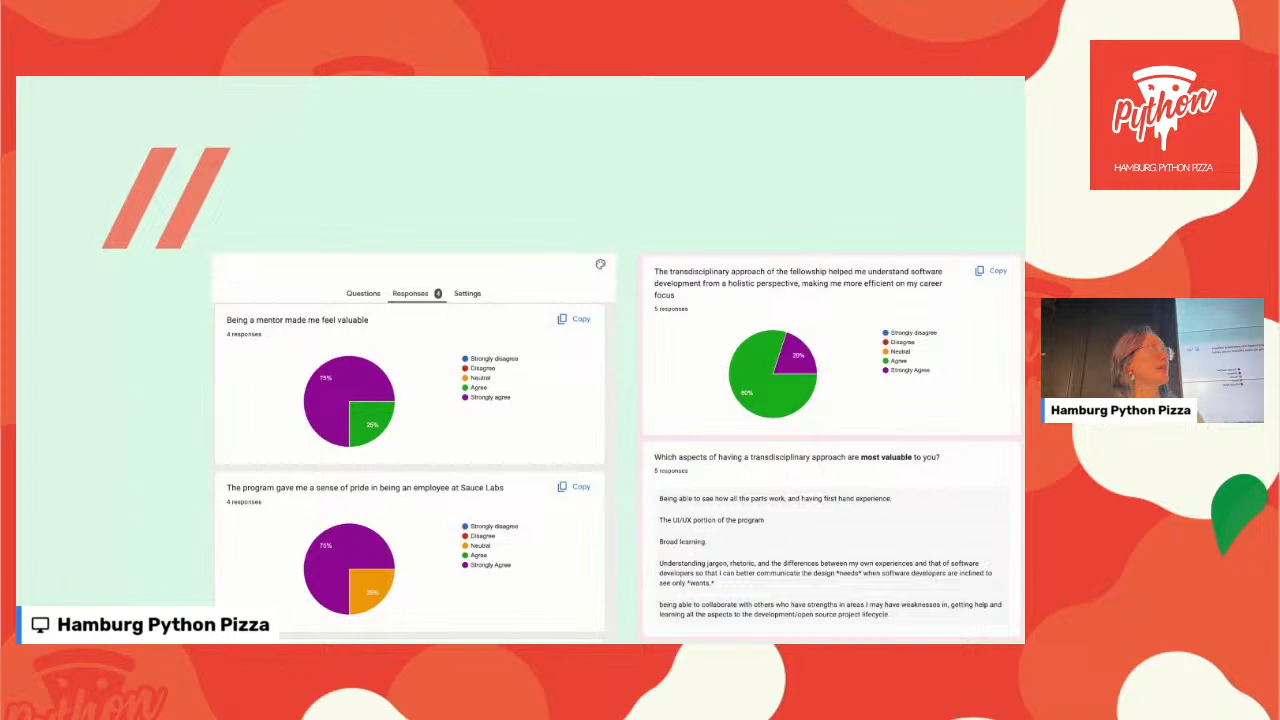 Python
HAMBURG.PYTHON.PIZZA
Questions Responses 4 Settings
Being a mentor made me feel valuable
Copy
4 responses
75%
25%
Strongly disagree
Disagree
Neutral
Agree
Strongly agree
The program gave me a sense of pride in being an employee at Sauce Labs
Copy
4 responses
75%
25%
Strongly disagree
Disagree
Neutral
Agree
Strongly Agree
The transdisciplinary approach of the fellowship helped me understand software
development from a holistic perspective, making me more efficient on my career
focus
Copy
5 responses
20%
80%
Strongly disagree
Disagree
Neutral
Agree
Strongly Agree
Which aspects of having a transdisciplinary approach are most valuable to you?
5 responses
Being able to see how all the parts work, and having first hand experience.
The UI/UX portion of the program
Broad learning.
Understanding jargon, rhetoric, and the differences between my own experiences and that of software
developers so that I can better communicate the design *needs* when software developers are inclined to
see only *wants.*
being able to collaborate with others who have strengths in areas I may have weaknesses in, getting help and
learning all the aspects to the development/open source project lifecycle.
Hamburg Python Pizza
Hamburg Python Pizza
Python